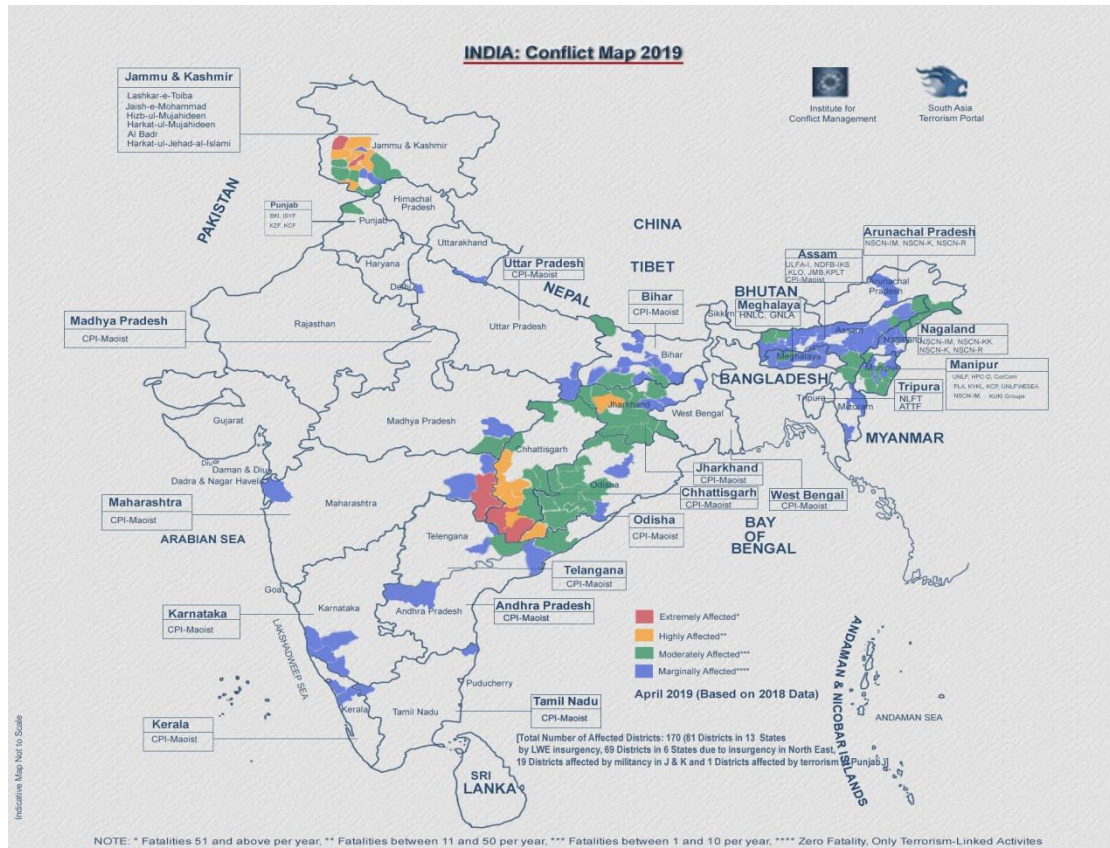 INDIA: Conflict Map 2019
Jammu & Kashmir
Lashkar-e-Toiba
Jaish-e-Mohammad
Hizb-ul-Mujahideen
Harkat-ul-Mujahideen
Al Badr
Harkat-ul-Jehad-al-Islami
Institute for
Conflict Management
South Asia
Terrorism Portal
Jammu & Kashmir
PAKISTAN
Himachal
Pradesh
Punjab
BKI, ISYF
KZF, KCF
Punjab
Uttarakhand
Haryana
Delhi
CHINA
TIBET
NEPAL
BHUTAN
Arunachal Pradesh
NSCN-IM, NSCN-K, NSCN-R
Assam
ULFA-I, NDFB-IKS
,KLO, JMB,KPLT
CPI-Maoist
Arunachal
Pradesh
Uttar Pradesh
CPI-Maoist
Uttar Pradesh
Bihar
CPI-Maoist
Meghalaya
HNLC, GNLA
Sikkim
Assam
Nagaland
Nagaland
NSCN-IM, NSCN-KK
NSCN-K, NSCN-R
Madhya Pradesh
CPI-Maoist
Rajasthan
Bihar
Meghalaya
Manipur
Manipur
UNLF, HPC-D, CorCom
PLA, KYKL, KCP, UNLFWESEA
NSCN-IM, KUKI Groups
BANGLADESH
Tripura
NLFT
ATTF
Tripura
Mizoram
MYANMAR
Jharkhand
West Bengal
Gujarat
Madhya Pradesh
Chhattisgarh
Diu
Daman & Diu
Dadra & Nagar Haveli
Maharashtra
CPI-Maoist
Maharashtra
Odisha
Jharkhand
CPI-Maoist
Chhattisgarh
CPI-Maoist
West Bengal
CPI-Maoist
Odisha
CPI-Maoist
ARABIAN SEA
BAY
OF
BENGAL
Telengana
Telangana
CPI-Maoist
Goa
Karnataka
CPI-Maoist
Karnataka
Andhra Pradesh
Andhra Pradesh
CPI-Maoist
LAKSHADWEEP SEA
Extremely Affected*
Highly Affected**
Moderately Affected***
Marginally Affected****
April 2019 (Based on 2018 Data)
Puducherry
Kerala
CPI-Maoist
Kerala
Tamil Nadu
Tamil Nadu
CPI-Maoist
ANDAMAN & NICOBAR ISLANDS
ANDAMAN SEA
[Total Number of Affected Districts: 170 (81 Districts in 13 States
by LWE insurgency, 69 Districts in 6 States due to insurgency in North East,
19 Districts affected by militancy in J & K and 1 Districts affected by terrorism Punjab.)]
SRI
LANKA
Indicative Map Not to Scale
NOTE: * Fatalities 51 and above per year, ** Fatalities between 11 and 50 per year, *** Fatalities between 1 and 10 per year, **** Zero Fatality, Only Terrorism-Linked Activites